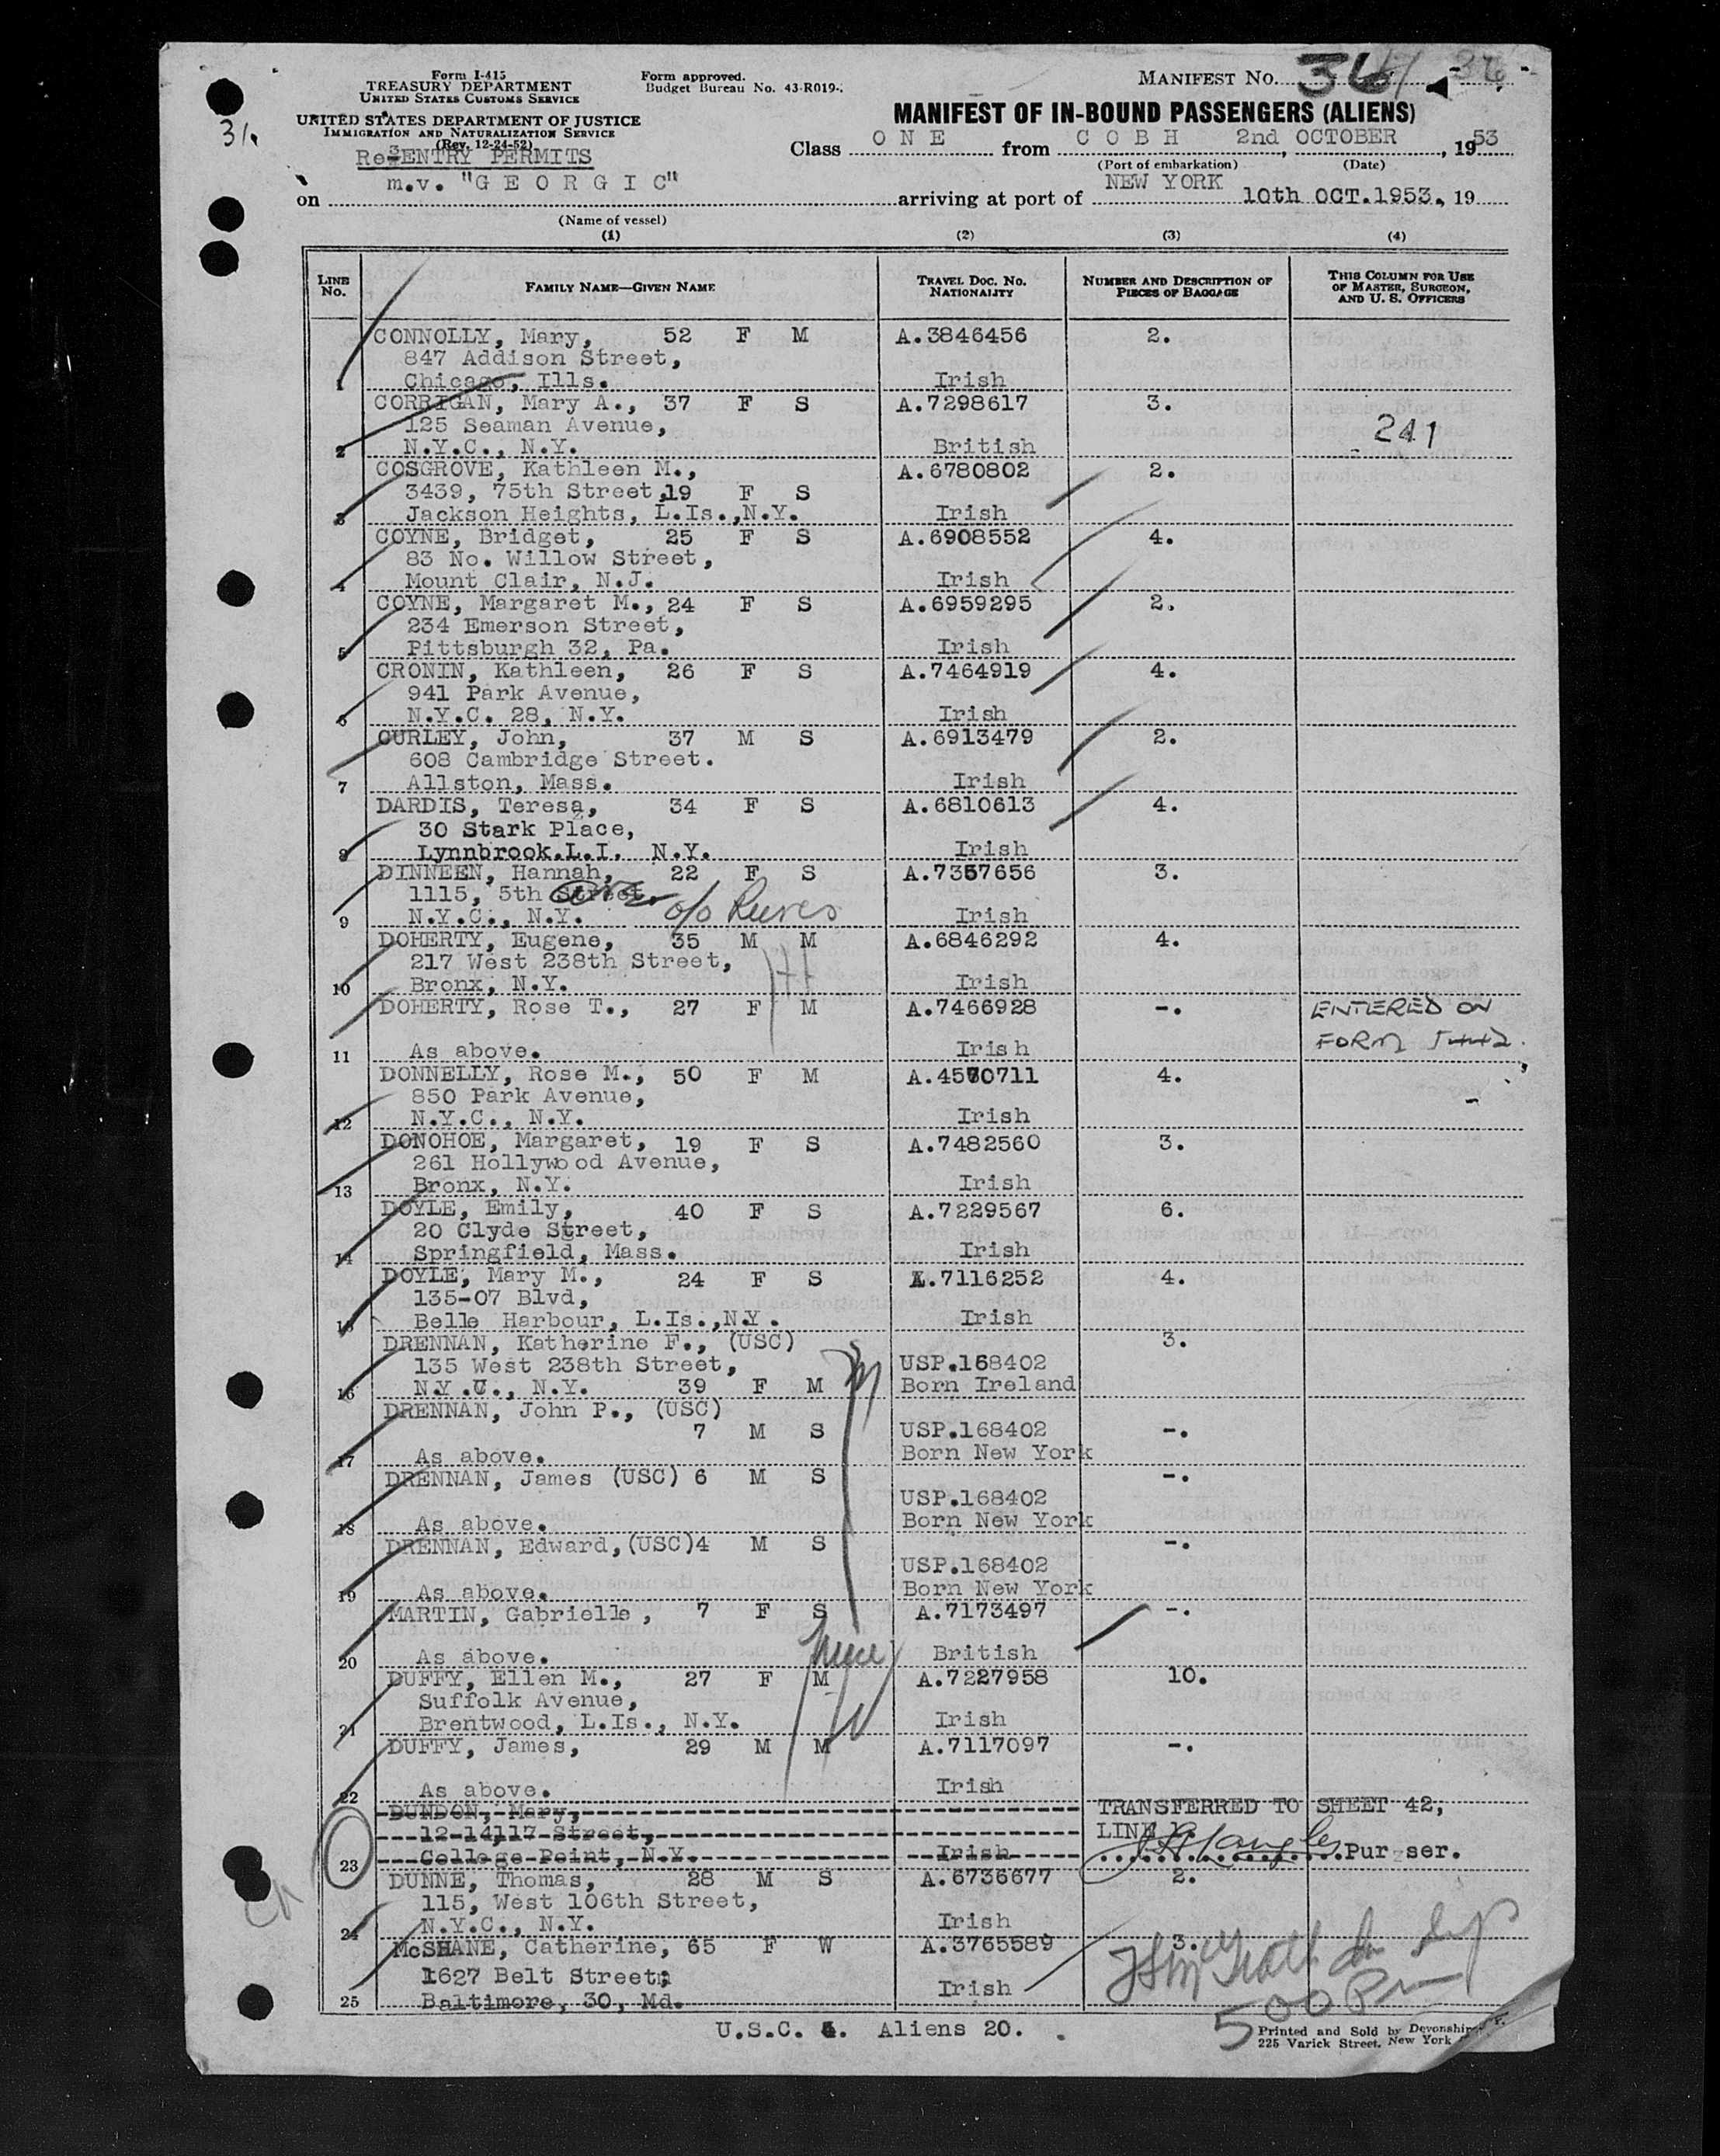 Form I-415
TREASURY DEPARTMENT
UNITED STATES CUSTOMS SERVICE
UNITED STATES DEPARTMENT OF JUSTICE
IMMIGRATION AND NATURALIZATION SERVICE
(Rev. 12-24-52)
Re-ENTRY PERMITS
Form approved.
Budget Bureau No. 43-R019-
31.
MANIFEST No. 36
MANIFEST OF IN-BOUND PASSENGERS (ALIENS)
Class ONE from COBH 2nd OCTOBER, 1953
(Port of embarkation) (Date)
on m.v. "GEORGIC" arriving at port of NEW YORK 10th OCT.1953., 19
(Name of vessel)
(1) (2) (3) (4)
LINE No. FAMILY NAME—GIVEN NAME TRAVEL DOC. NO. NATIONALITY NUMBER AND DESCRIPTION OF PIECES OF BAGGAGE THIS COLUMN FOR USE OF MASTER, SURGEON, AND U. S. OFFICERS
CONNOLLY, Mary, 52 F M A.3846456 2.
847 Addison Street,
1 Chicago, Ills. Irish
CORRIGAN, Mary A., 37 F S A.7298617 3.
125 Seaman Avenue, 241
2 N.Y.C., N.Y. British
COSGROVE, Kathleen M., A.6780802 2.
3439, 75th Street, 19 F S
3 Jackson Heights, L.Is.,N.Y. Irish
COYNE, Bridget, 25 F S A.6908552 4.
83 No. Willow Street,
4 Mount Clair, N.J. Irish
COYNE, Margaret M., 24 F S A.6959295 2.
234 Emerson Street,
5 Pittsburgh 32, Pa. Irish
CRONIN, Kathleen, 26 F S A.7464919 4.
941 Park Avenue,
6 N.Y.C. 28, N.Y. Irish
CURLEY, John, 37 M S A.6913479 2.
608 Cambridge Street.
7 Allston, Mass. Irish
DARDIS, Teresa, 34 F S A.6810613 4.
30 Stark Place,
8 Lynnbrook.L.I. N.Y. Irish
DINNEEN, Hannah, 22 F S A.7357656 3.
1115, 5th Street. Ave
9 N.Y.C., N.Y. c/o Reeves Irish
DOHERTY, Eugene, 35 M M A.6846292 4.
217 West 238th Street,
10 Bronx, N.Y. Irish
DOHERTY, Rose T., 27 F M A.7466928 -. ENTERED ON
FORM I-442.
11 As above. Irish
DONNELLY, Rose M., 50 F M A.4570711 4.
850 Park Avenue,
12 N.Y.C., N.Y. Irish
DONOHOE, Margaret, 19 F S A.7482560 3.
261 Hollywood Avenue,
13 Bronx, N.Y. Irish
DOYLE, Emily, 40 F S A.7229567 6.
20 Clyde Street,
14 Springfield, Mass. Irish
DOYLE, Mary M., 24 F S A.7116252 4.
135-07 Blvd,
15 Belle Harbour, L.Is.,N.Y. Irish
DRENNAN, Katherine F., (USC) 3.
135 West 238th Street, USP.168402
16 N.Y.C., N.Y. 39 F M Born Ireland
DRENNAN, John P., (USC)
7 M S USP.168402 -.
17 As above. Born New York
DRENNAN, James (USC) 6 M S -.
USP.168402
18 As above. Born New York
DRENNAN, Edward,(USC)4 M S -.
USP.168402
19 As above. Born New York
MARTIN, Gabrielle, 7 F S A.7173497 -.
20 As above. niece British
DUFFY, Ellen M., 27 F M A.7227958 10.
Suffolk Avenue,
21 Brentwood, L.Is., N.Y. Irish
DUFFY, James, 29 M M A.7117097 -.
22 As above. Irish
DUNDON, Mary, TRANSFERRED TO SHEET 42,
12-14117 Street, LINE
23 College Point, N.Y. Irish Purser.
DUNNE, Thomas, 28 M S A.6736677 2.
115, West 106th Street,
24 N.Y.C., N.Y. Irish
McSHANE, Catherine, 65 F W A.3765589 3.
1627 Belt Street,
25 Baltimore, 30, Md. Irish
500
U.S.C. 4. Aliens 20.
Printed and Sold by Devonshire
225 Varick Street, New York